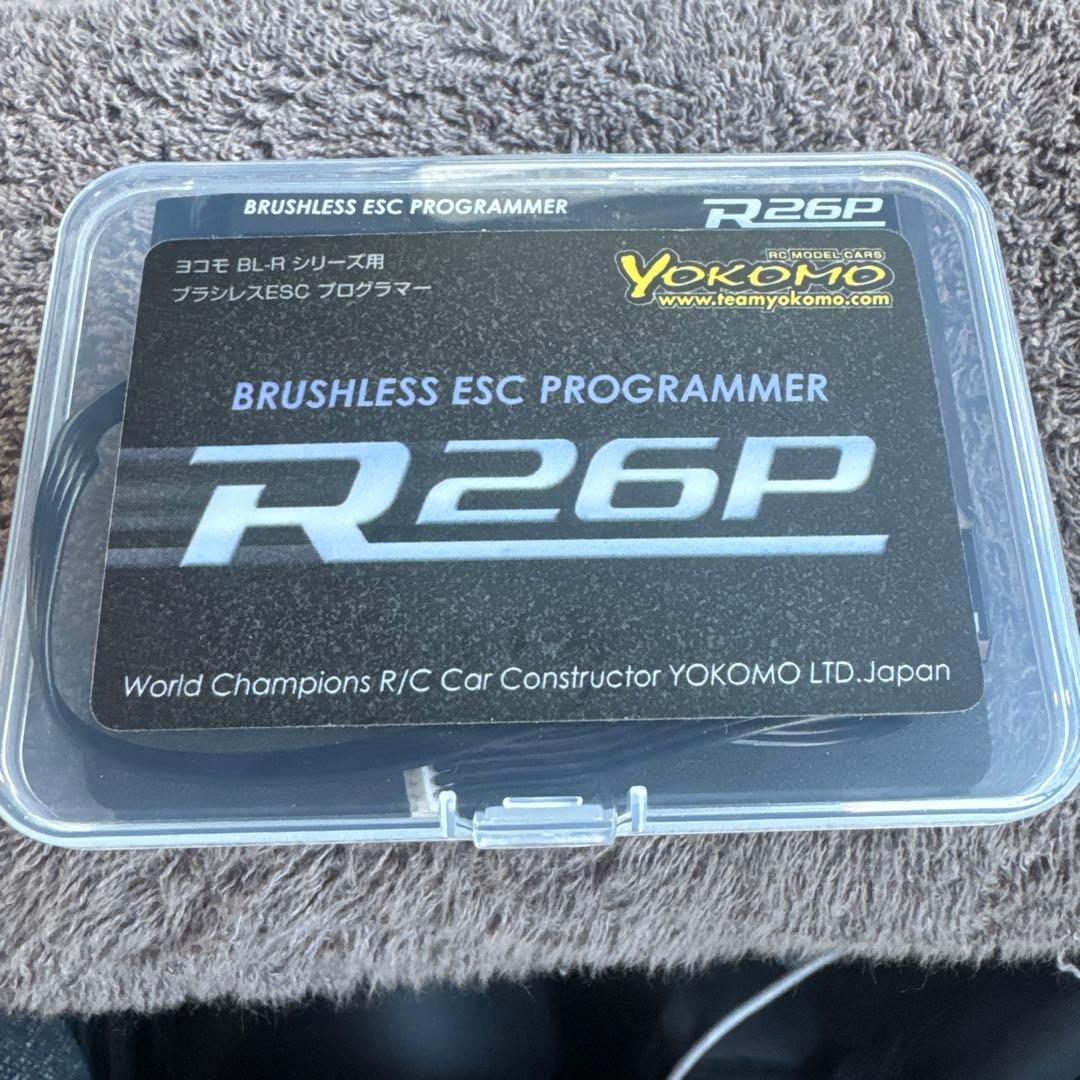 BRUSHLESS ESC PROGRAMMER R26P
ヨコモ BL-R シリーズ用
ブラシレスESC プログラマー
RC MODEL CARS
YOKOMO
www.teamyokomo.com
BRUSHLESS ESC PROGRAMMER
R26P
World Champions R/C Car Constructor YOKOMO LTD.Japan